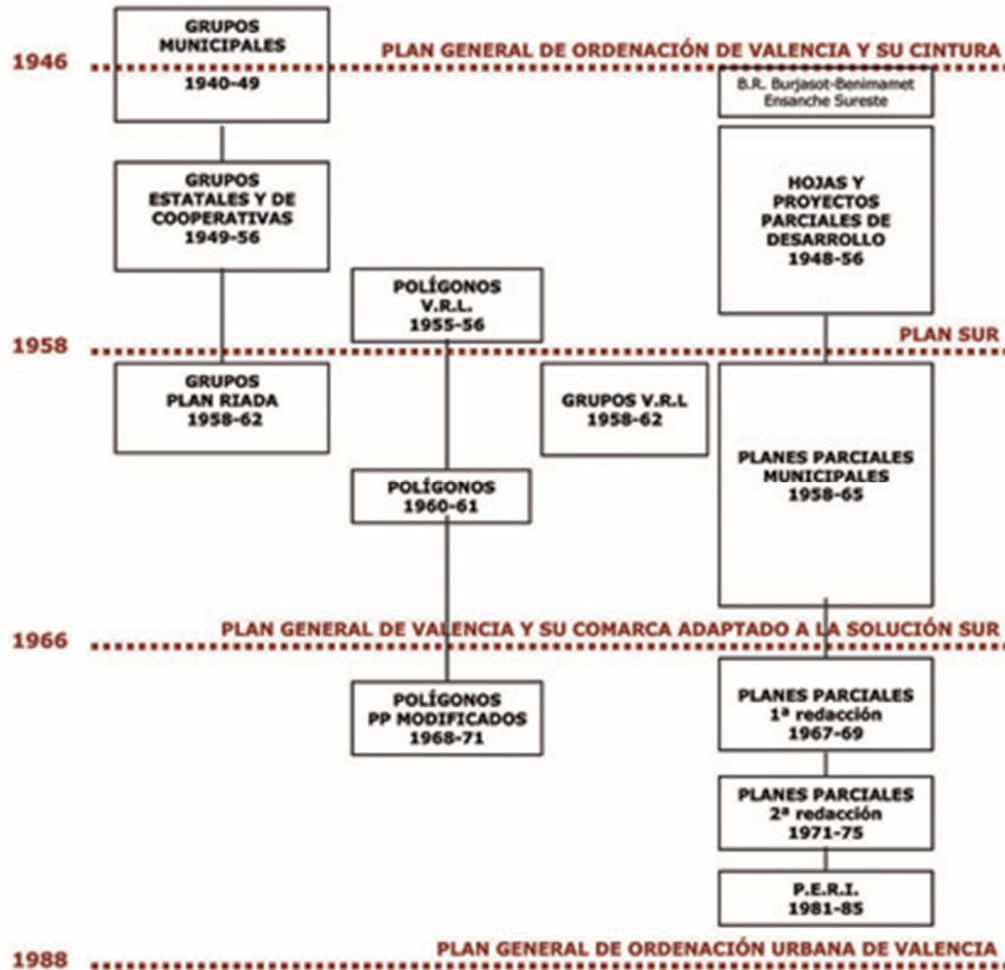 GRUPOS
MUNICIPALES
1940-49
1946
PLAN GENERAL DE ORDENACIÓN DE VALENCIA Y SU CINTURA
B.R. Burjasot-Benimamet
Ensanche Sureste
GRUPOS
ESTATALES Y DE
COOPERATIVAS
1949-56
HOJAS Y
PROYECTOS
PARCIALES DE
DESARROLLO
1948-56
POLÍGONOS
V.R.L.
1955-56
1958
PLAN SUR
GRUPOS
PLAN RIADA
1958-62
GRUPOS V.R.L
1958-62
PLANES PARCIALES
MUNICIPALES
1958-65
POLÍGONOS
1960-61
1966
PLAN GENERAL DE VALENCIA Y SU COMARCA ADAPTADO A LA SOLUCIÓN SUR
POLÍGONOS
PP MODIFICADOS
1968-71
PLANES PARCIALES
1ª redacción
1967-69
PLANES PARCIALES
2ª redacción
1971-75
P.E.R.I.
1981-85
1988
PLAN GENERAL DE ORDENACIÓN URBANA DE VALENCIA